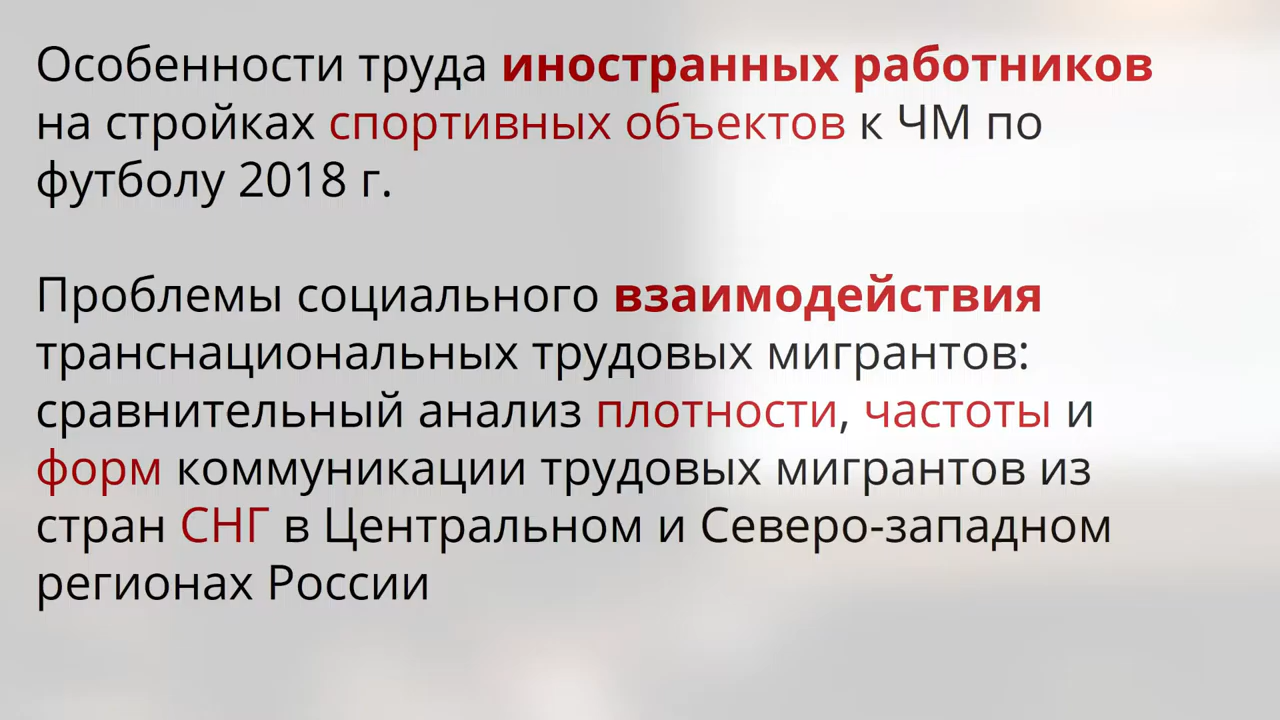 Особенности труда иностранных работников
на стройках спортивных объектов к ЧМ по
футболу 2018 г.
Проблемы социального взаимодействия
транснациональных трудовых мигрантов:
сравнительный анализ плотности, частоты и
форм коммуникации трудовых мигрантов из
стран СНГ в Центральном и Северо-западном
регионах России